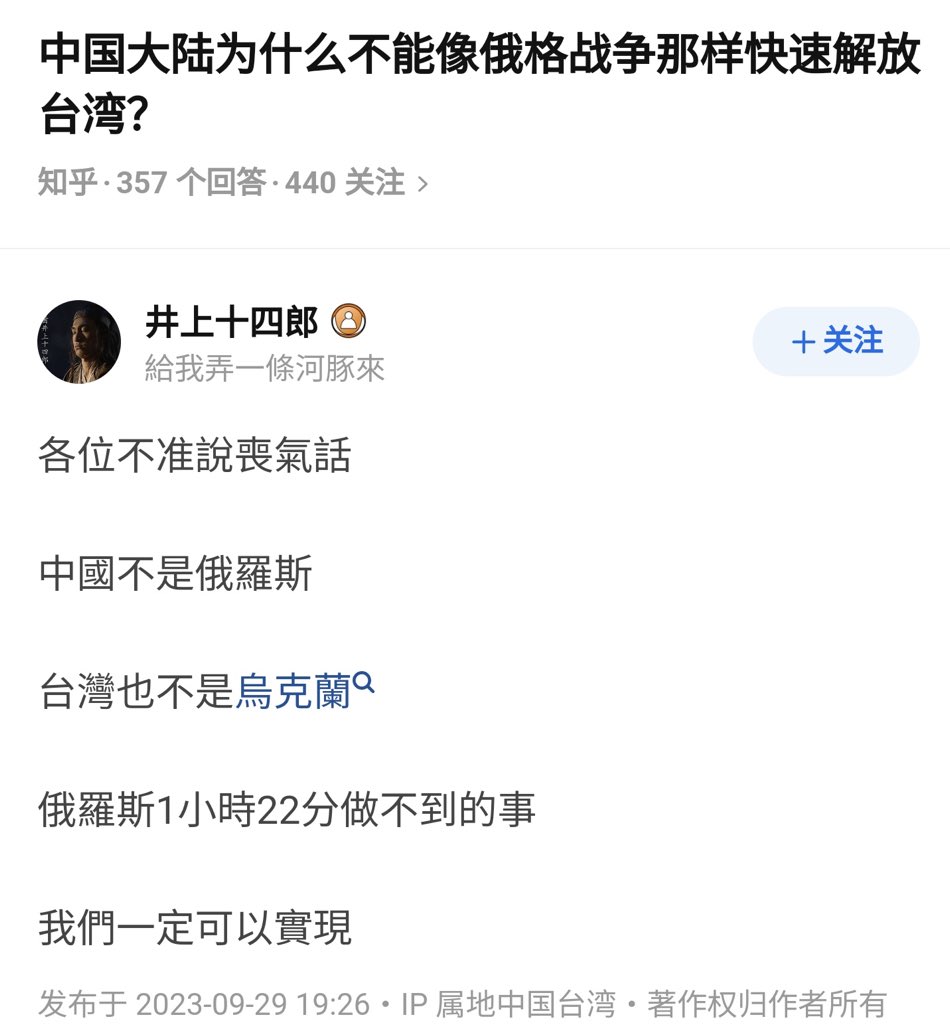 中国大陆为什么不能像俄格战争那样快速解放
台湾?
知乎·357 个回答·440 关注 >
井上十四郎
給我弄一條河豚來
+ 关注
各位不准說喪氣話
中國不是俄羅斯
台灣也不是烏克蘭
俄羅斯1小時22分做不到的事
我們一定可以實現
发布于 2023-09-29 19:26・IP 属地中国台湾・著作权归作者所有